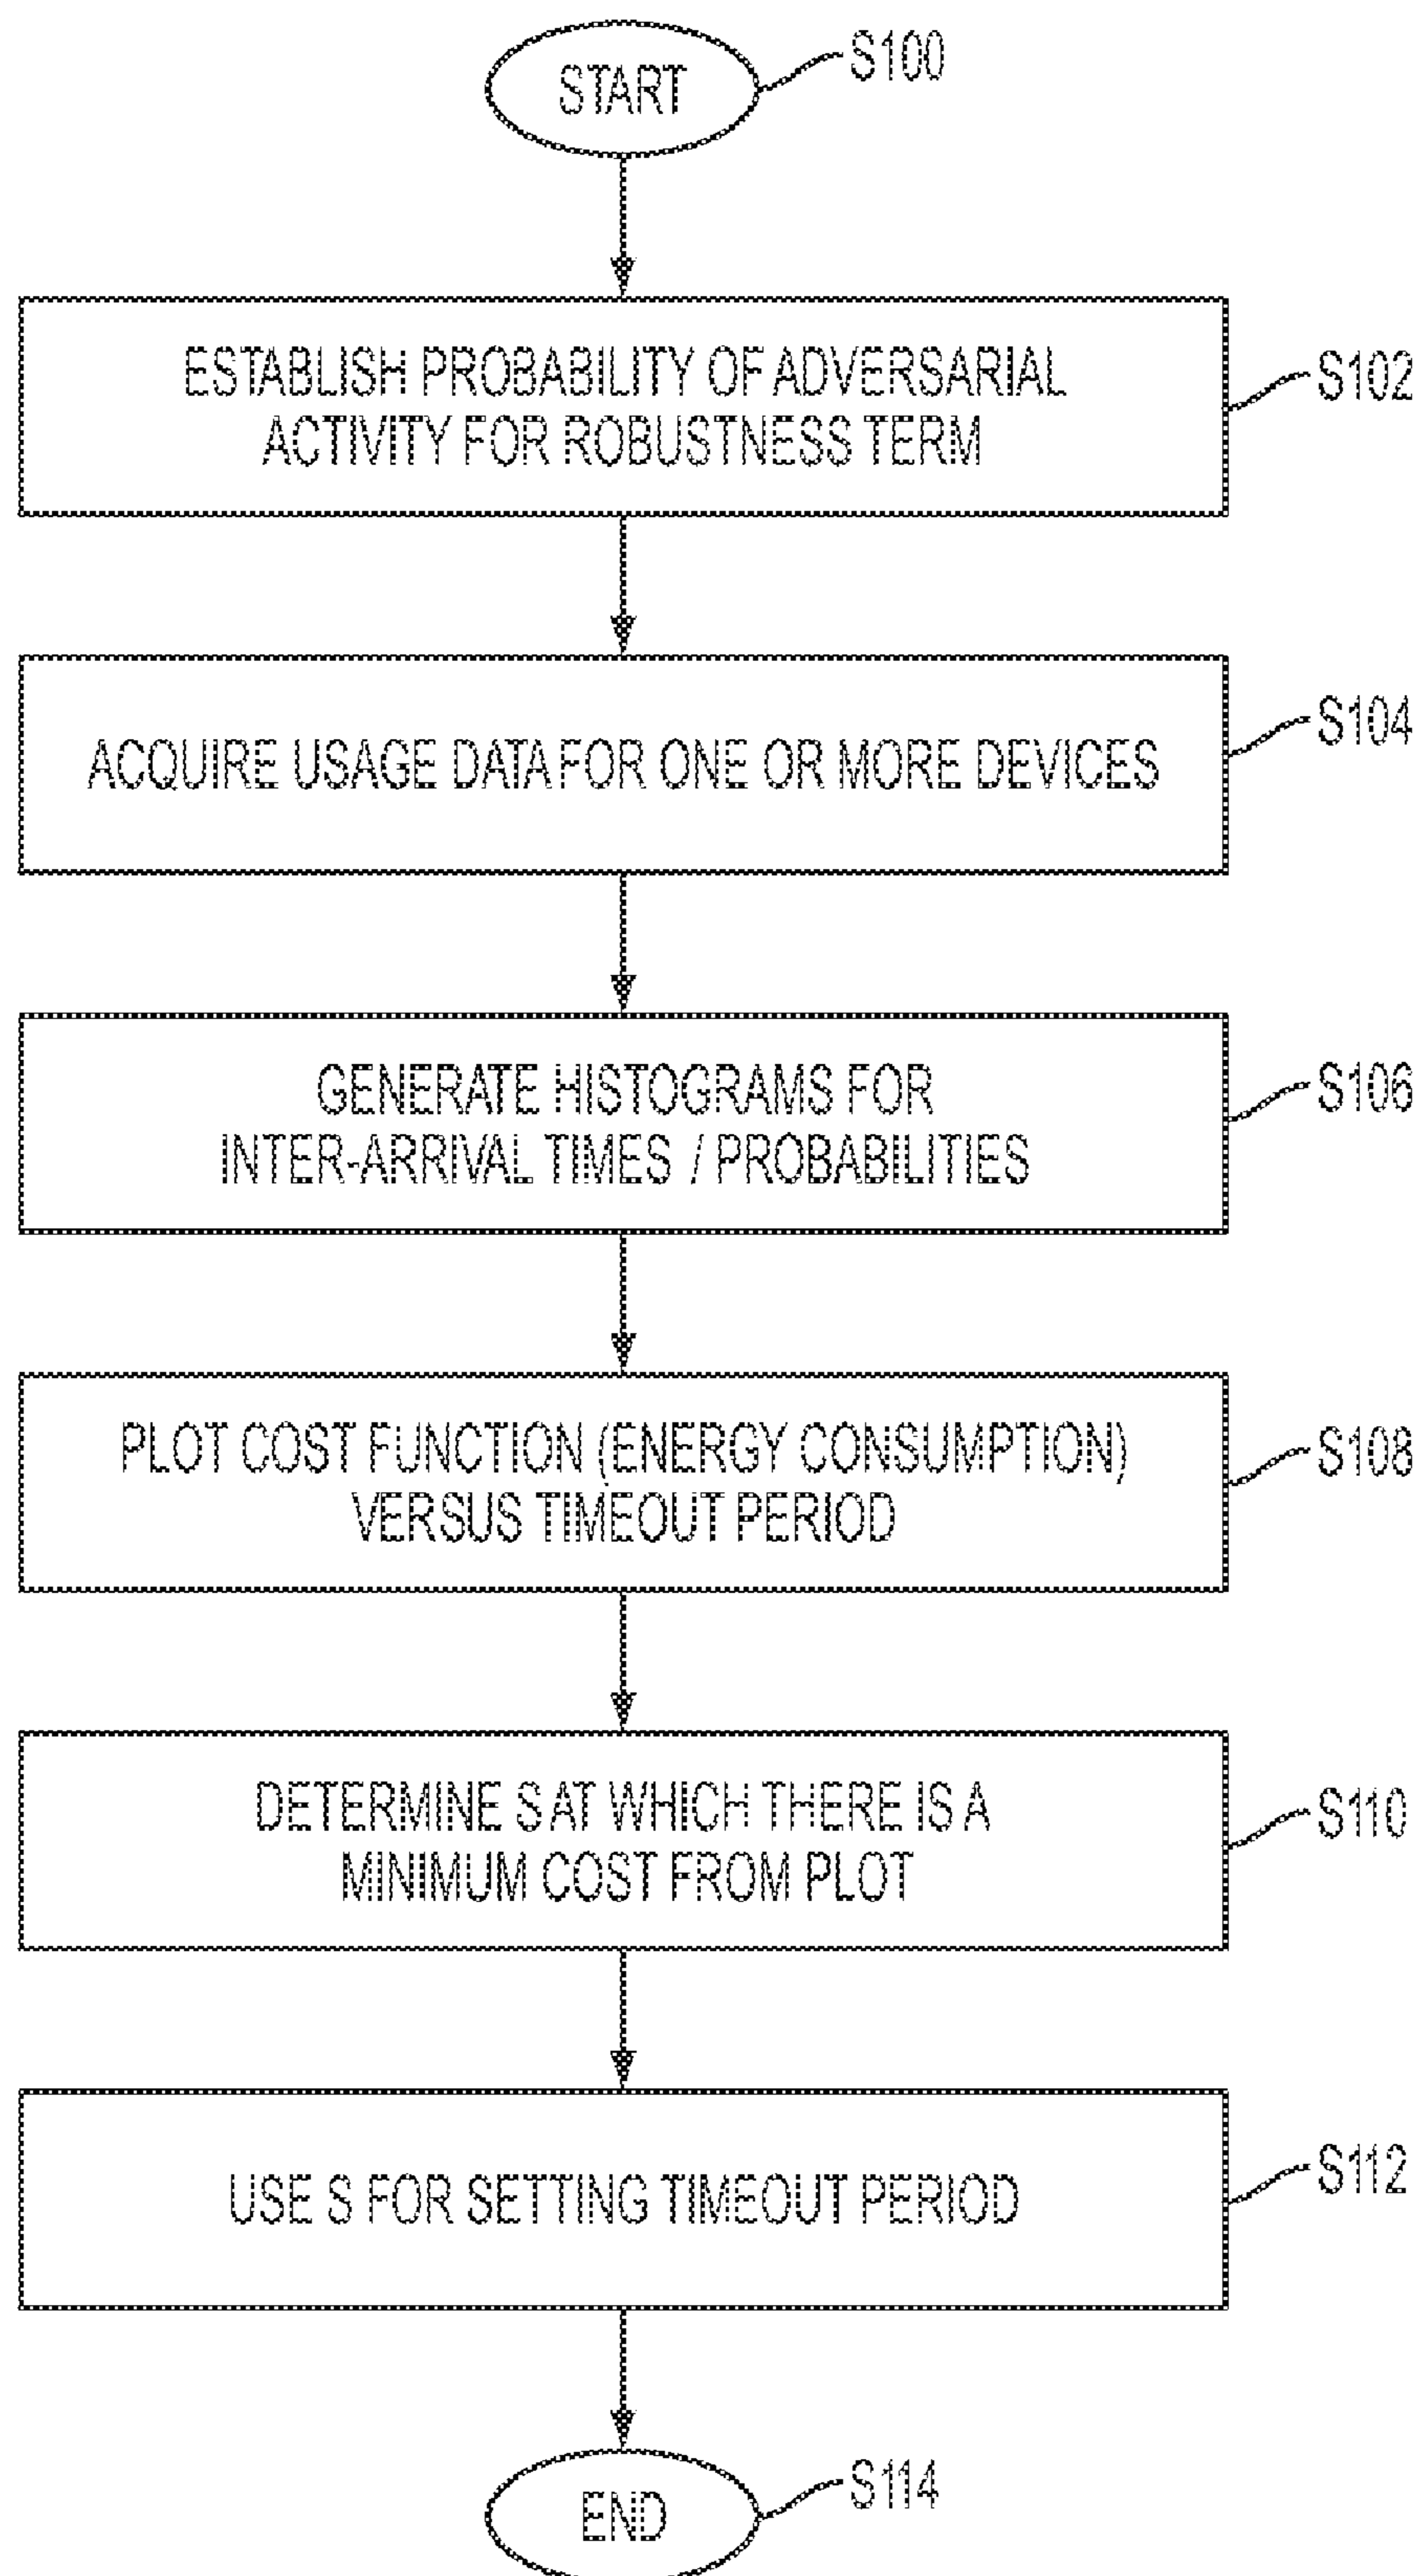 START
S100
ESTABLISH PROBABILITY OF ADVERSARIAL
ACTIVITY FOR ROBUSTNESS TERM
S102
ACQUIRE USAGE DATA FOR ONE OR MORE DEVICES
S104
GENERATE HISTOGRAMS FOR
INTER-ARRIVAL TIMES / PROBABILITIES
S106
PLOT COST FUNCTION (ENERGY CONSUMPTION)
VERSUS TIMEOUT PERIOD
S108
DETERMINE S AT WHICH THERE IS A
MINIMUM COST FROM PLOT
S110
USE S FOR SETTING TIMEOUT PERIOD
S112
END
S114